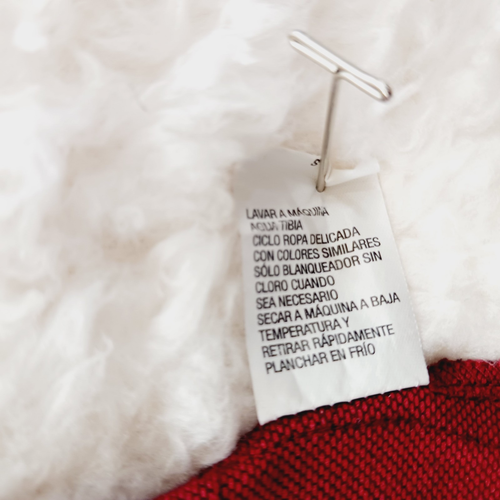 S
LAVAR A MÁQUINA
AGUA TIBIA
CICLO ROPA DELICADA
CON COLORES SIMILARES
SÓLO BLANQUEADOR SIN
CLORO CUANDO
SEA NECESARIO
SECAR A MÁQUINA A BAJA
TEMPERATURA Y
RETIRAR RÁPIDAMENTE
PLANCHAR EN FRÍO